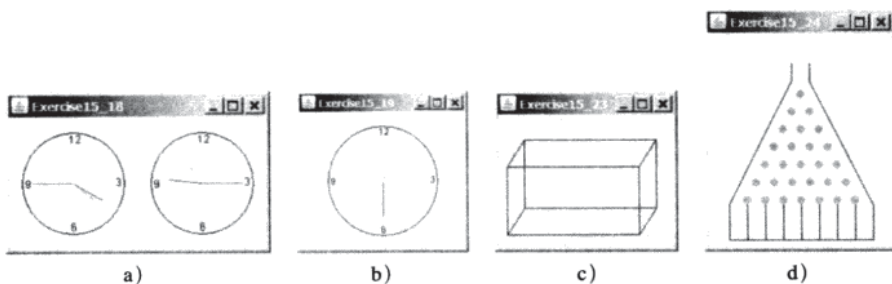 Exercise15_24
Exercise15_18
Exercise15_19
Exercise15_23
12
9
3
6
12
9
3
6
12
9
3
6
a)
b)
c)
d)